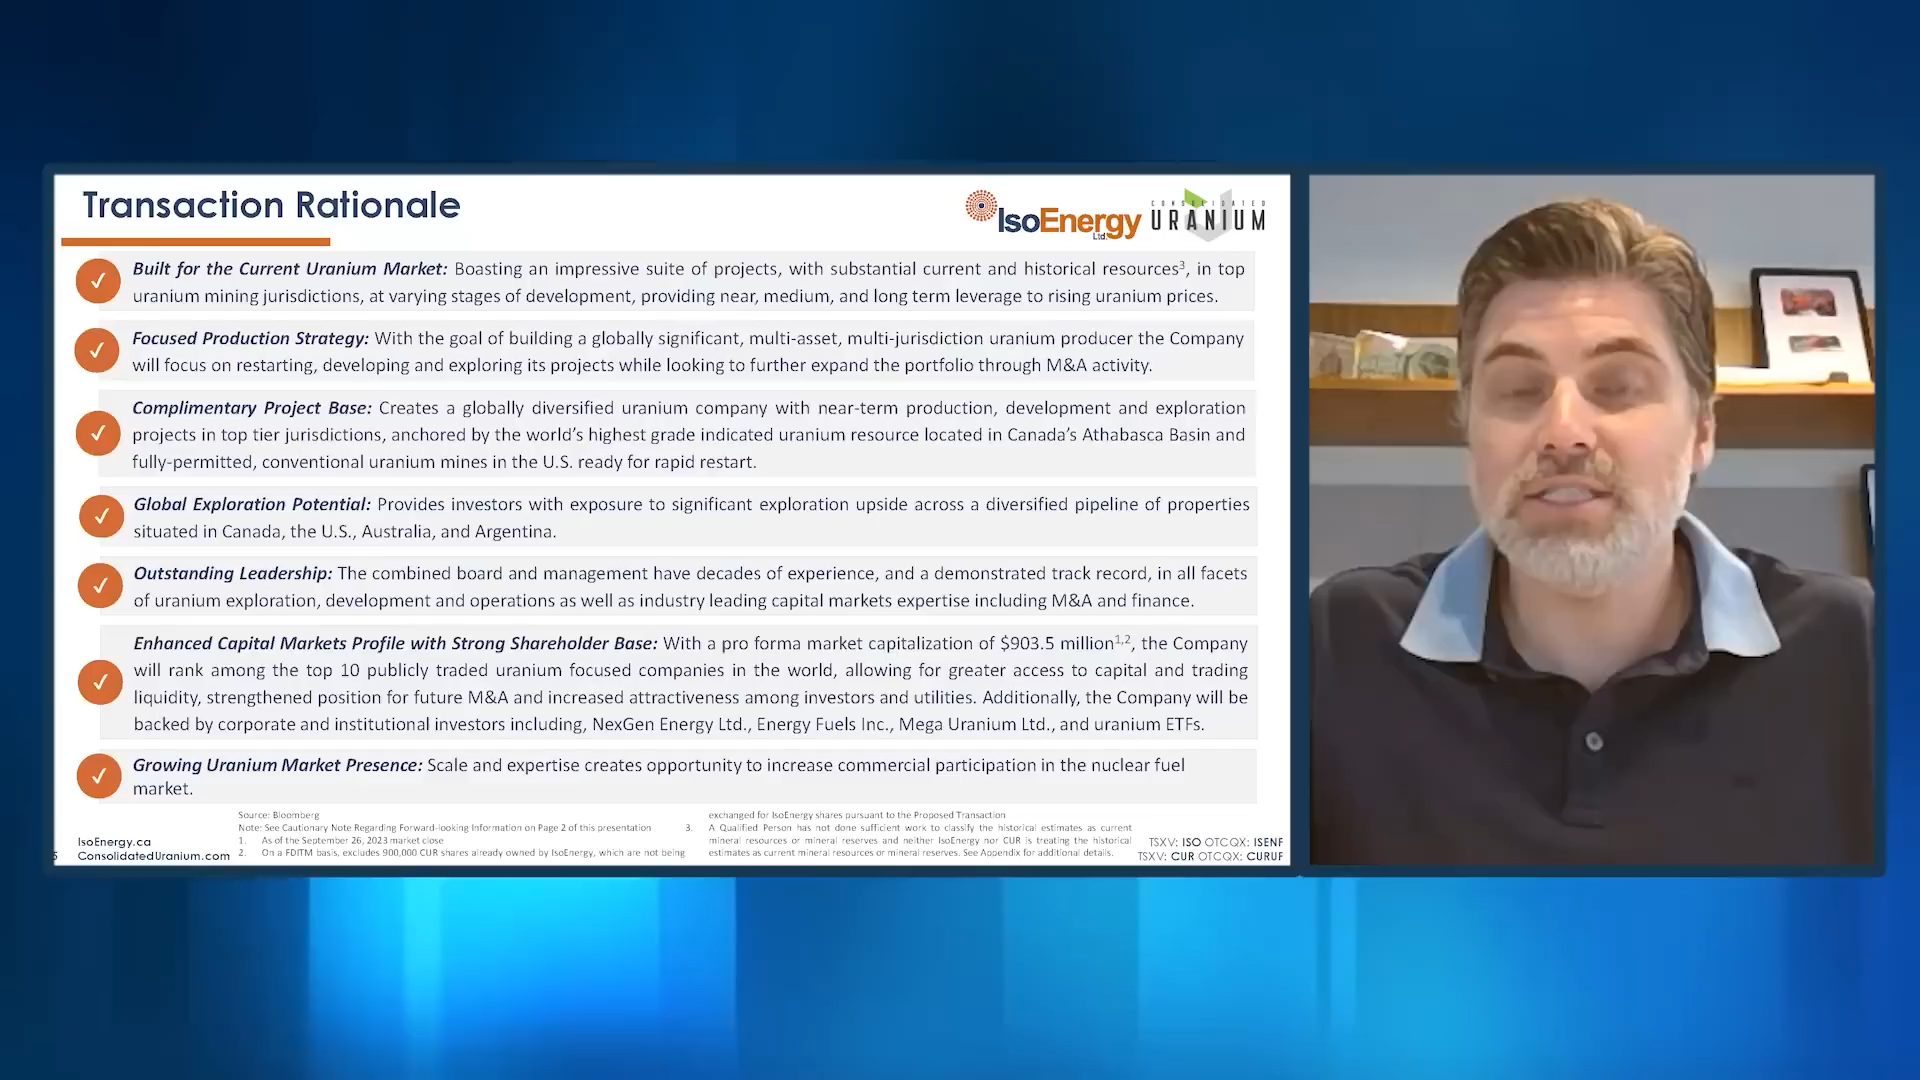 Transaction Rationale
IsoEnergy
Ltd.
CONSOLIDATED
URANIUM
Built for the Current Uranium Market: Boasting an impressive suite of projects, with substantial current and historical resources3, in top
uranium mining jurisdictions, at varying stages of development, providing near, medium, and long term leverage to rising uranium prices.
Focused Production Strategy: With the goal of building a globally significant, multi-asset, multi-jurisdiction uranium producer the Company
will focus on restarting, developing and exploring its projects while looking to further expand the portfolio through M&A activity.
Complimentary Project Base: Creates a globally diversified uranium company with near-term production, development and exploration
projects in top tier jurisdictions, anchored by the world's highest grade indicated uranium resource located in Canada's Athabasca Basin and
fully-permitted, conventional uranium mines in the U.S. ready for rapid restart.
Global Exploration Potential: Provides investors with exposure to significant exploration upside across a diversified pipeline of properties
situated in Canada, the U.S., Australia, and Argentina.
Outstanding Leadership: The combined board and management have decades of experience, and a demonstrated track record, in all facets
of uranium exploration, development and operations as well as industry leading capital markets expertise including M&A and finance.
Enhanced Capital Markets Profile with Strong Shareholder Base: With a pro forma market capitalization of $903.5 million1,2, the Company
will rank among the top 10 publicly traded uranium focused companies in the world, allowing for greater access to capital and trading
liquidity, strengthened position for future M&A and increased attractiveness among investors and utilities. Additionally, the Company will be
backed by corporate and institutional investors including, NexGen Energy Ltd., Energy Fuels Inc., Mega Uranium Ltd., and uranium ETFs.
Growing Uranium Market Presence: Scale and expertise creates opportunity to increase commercial participation in the nuclear fuel
market.
IsoEnergy.ca
ConsolidatedUranium.com
Source: Bloomberg
Note: See Cautionary Note Regarding Forward-looking Information on Page 2 of this presentation
1. As of the September 26, 2023 market close
2. On a FDITM basis, excludes 900,000 CUR shares already owned by IsoEnergy, which are not being
exchanged for IsoEnergy shares pursuant to the Proposed Transaction
3. A Qualified Person has not done sufficient work to classify the historical estimates as current
mineral resources or mineral reserves and neither IsoEnergy nor CUR is treating the historical
estimates as current mineral resources or mineral reserves. See Appendix for additional details.
TSXV: ISO OTCQX: ISENF
TSXV: CUR OTCQX: CURUF